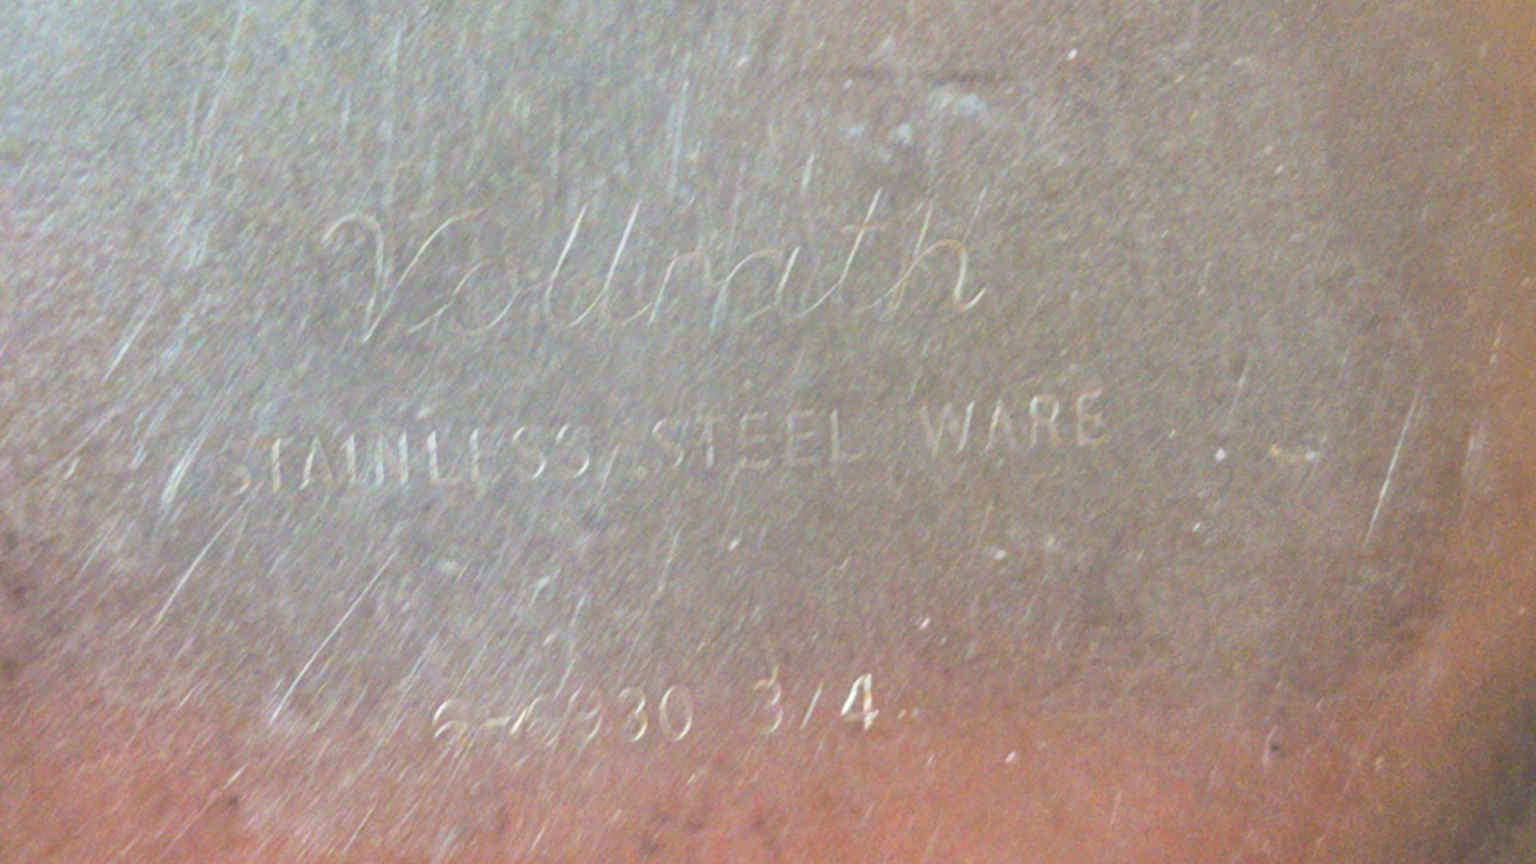 Vollrath
STAINLESS STEEL WARE
3/4